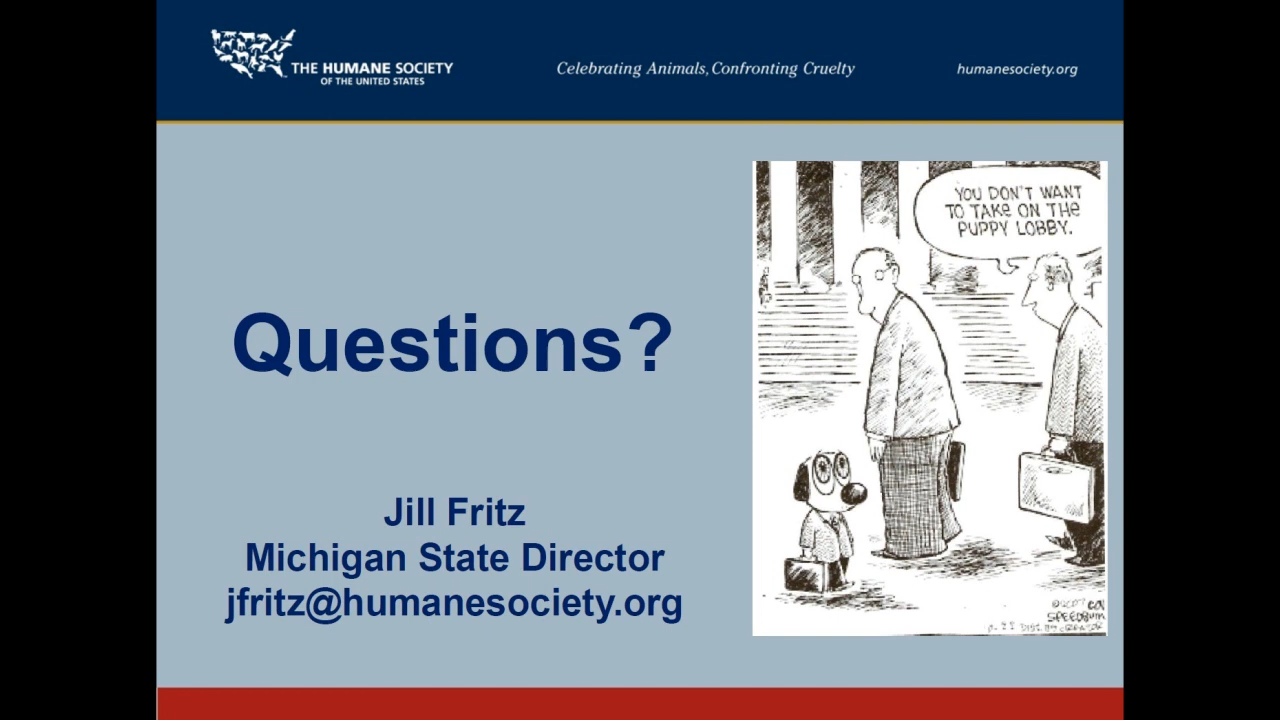 THE HUMANE SOCIETY
OF THE UNITED STATES
Celebrating Animals, Confronting Cruelty
humanesociety.org
YOU DON'T WANT
TO TAKe ON THe
PUPPY LOBBY.
Questions?
Jill Fritz
Michigan State Director
jfritz@humanesociety.org
SPEEDBUM